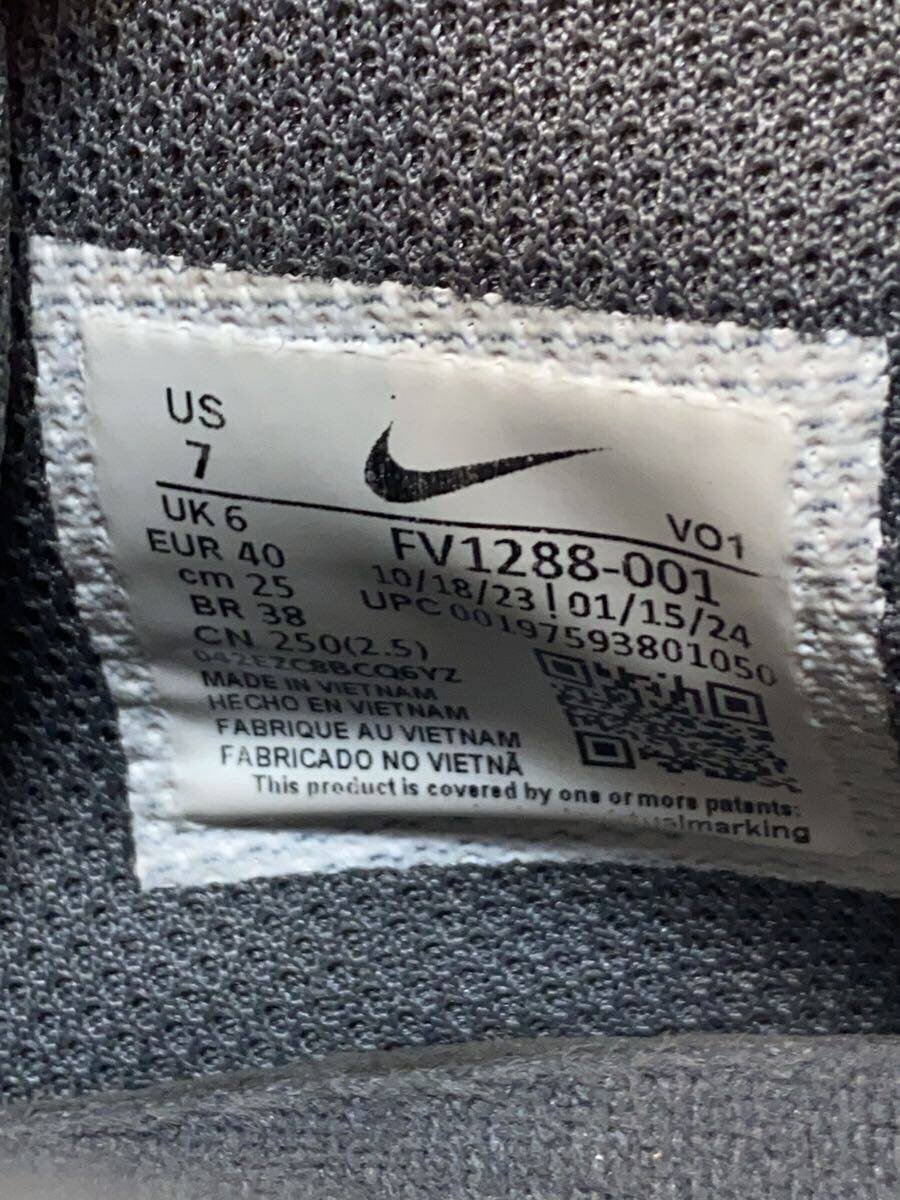 US
7
UK 6
VO1
EUR 40
FV1288-001
cm 25
10/18/23 ! 01/15/24
BR 38
UPC 00197593801050
CN 250(2.5)
042EZC8BCQ6YZ
MADE IN VIETNAM
HECHO EN VIETNAM
FABRIQUE AU VIETNAM
FABRICADO NO VIETNÃ
This product is covered by one or more patents: